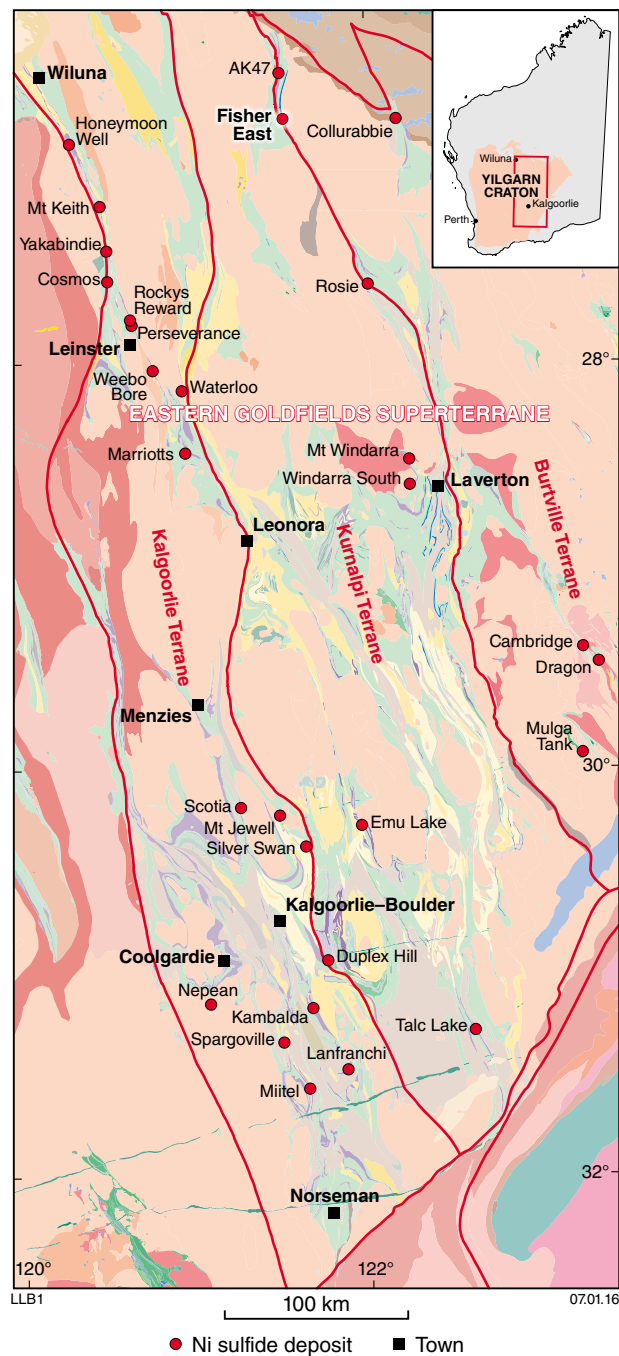 Wiluna
AK47
Honeymoon
Well
Fisher
East
Collurabbie
Wiluna
YILGARN
CRATON
Kalgoorlie
Perth
Mt Keith
Yakabindie
Cosmos
Rosie
Rockys
Reward
Perseverance
Leinster
28°
Weebo
Bore
Waterloo
EASTERN GOLDFIELDS SUPERTERRANE
Marriotts
Mt Windarra
Windarra South
Laverton
Burtville Terrane
Leonora
Kalgoorlie Terrane
Kurnalpi Terrane
Cambridge
Dragon
Menzies
Mulga
Tank
30°
Scotia
Mt Jewell
Silver Swan
Emu Lake
Kalgoorlie–Boulder
Coolgardie
Duplex Hill
Nepean
Kambalda
Talc Lake
Spargoville
Lanfranchi
Miitel
32°
Norseman
120°
122°
LLB1
100 km
07.01.16
Ni sulfide deposit
Town